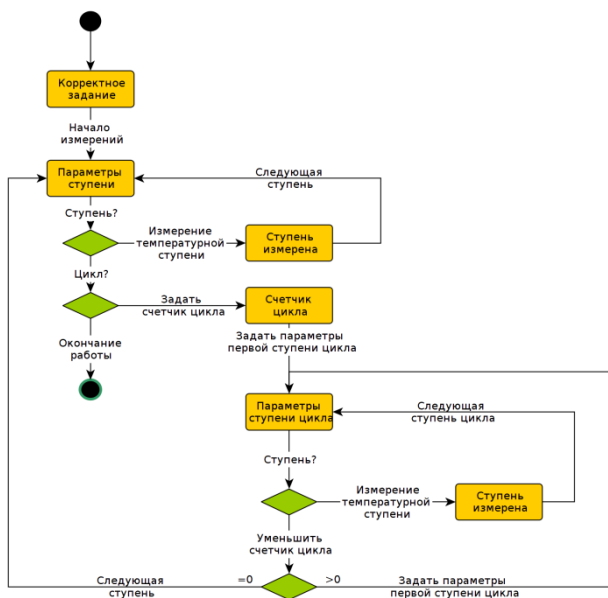 Корректное
задание
Начало
измерений
Параметры
ступени
Следующая
ступень
Ступень?
Измерение
температурной
ступени
Ступень
измерена
Цикл?
Задать
счетчик цикла
Счетчик
цикла
Окончание
работы
Задать параметры
первой ступени цикла
Параметры
ступени цикла
Следующая
ступень цикла
Ступень?
Измерение
температурной
ступени
Ступень
измерена
Уменьшить
счетчик цикла
Следующая
ступень
=0
>0
Задать параметры
первой ступени цикла